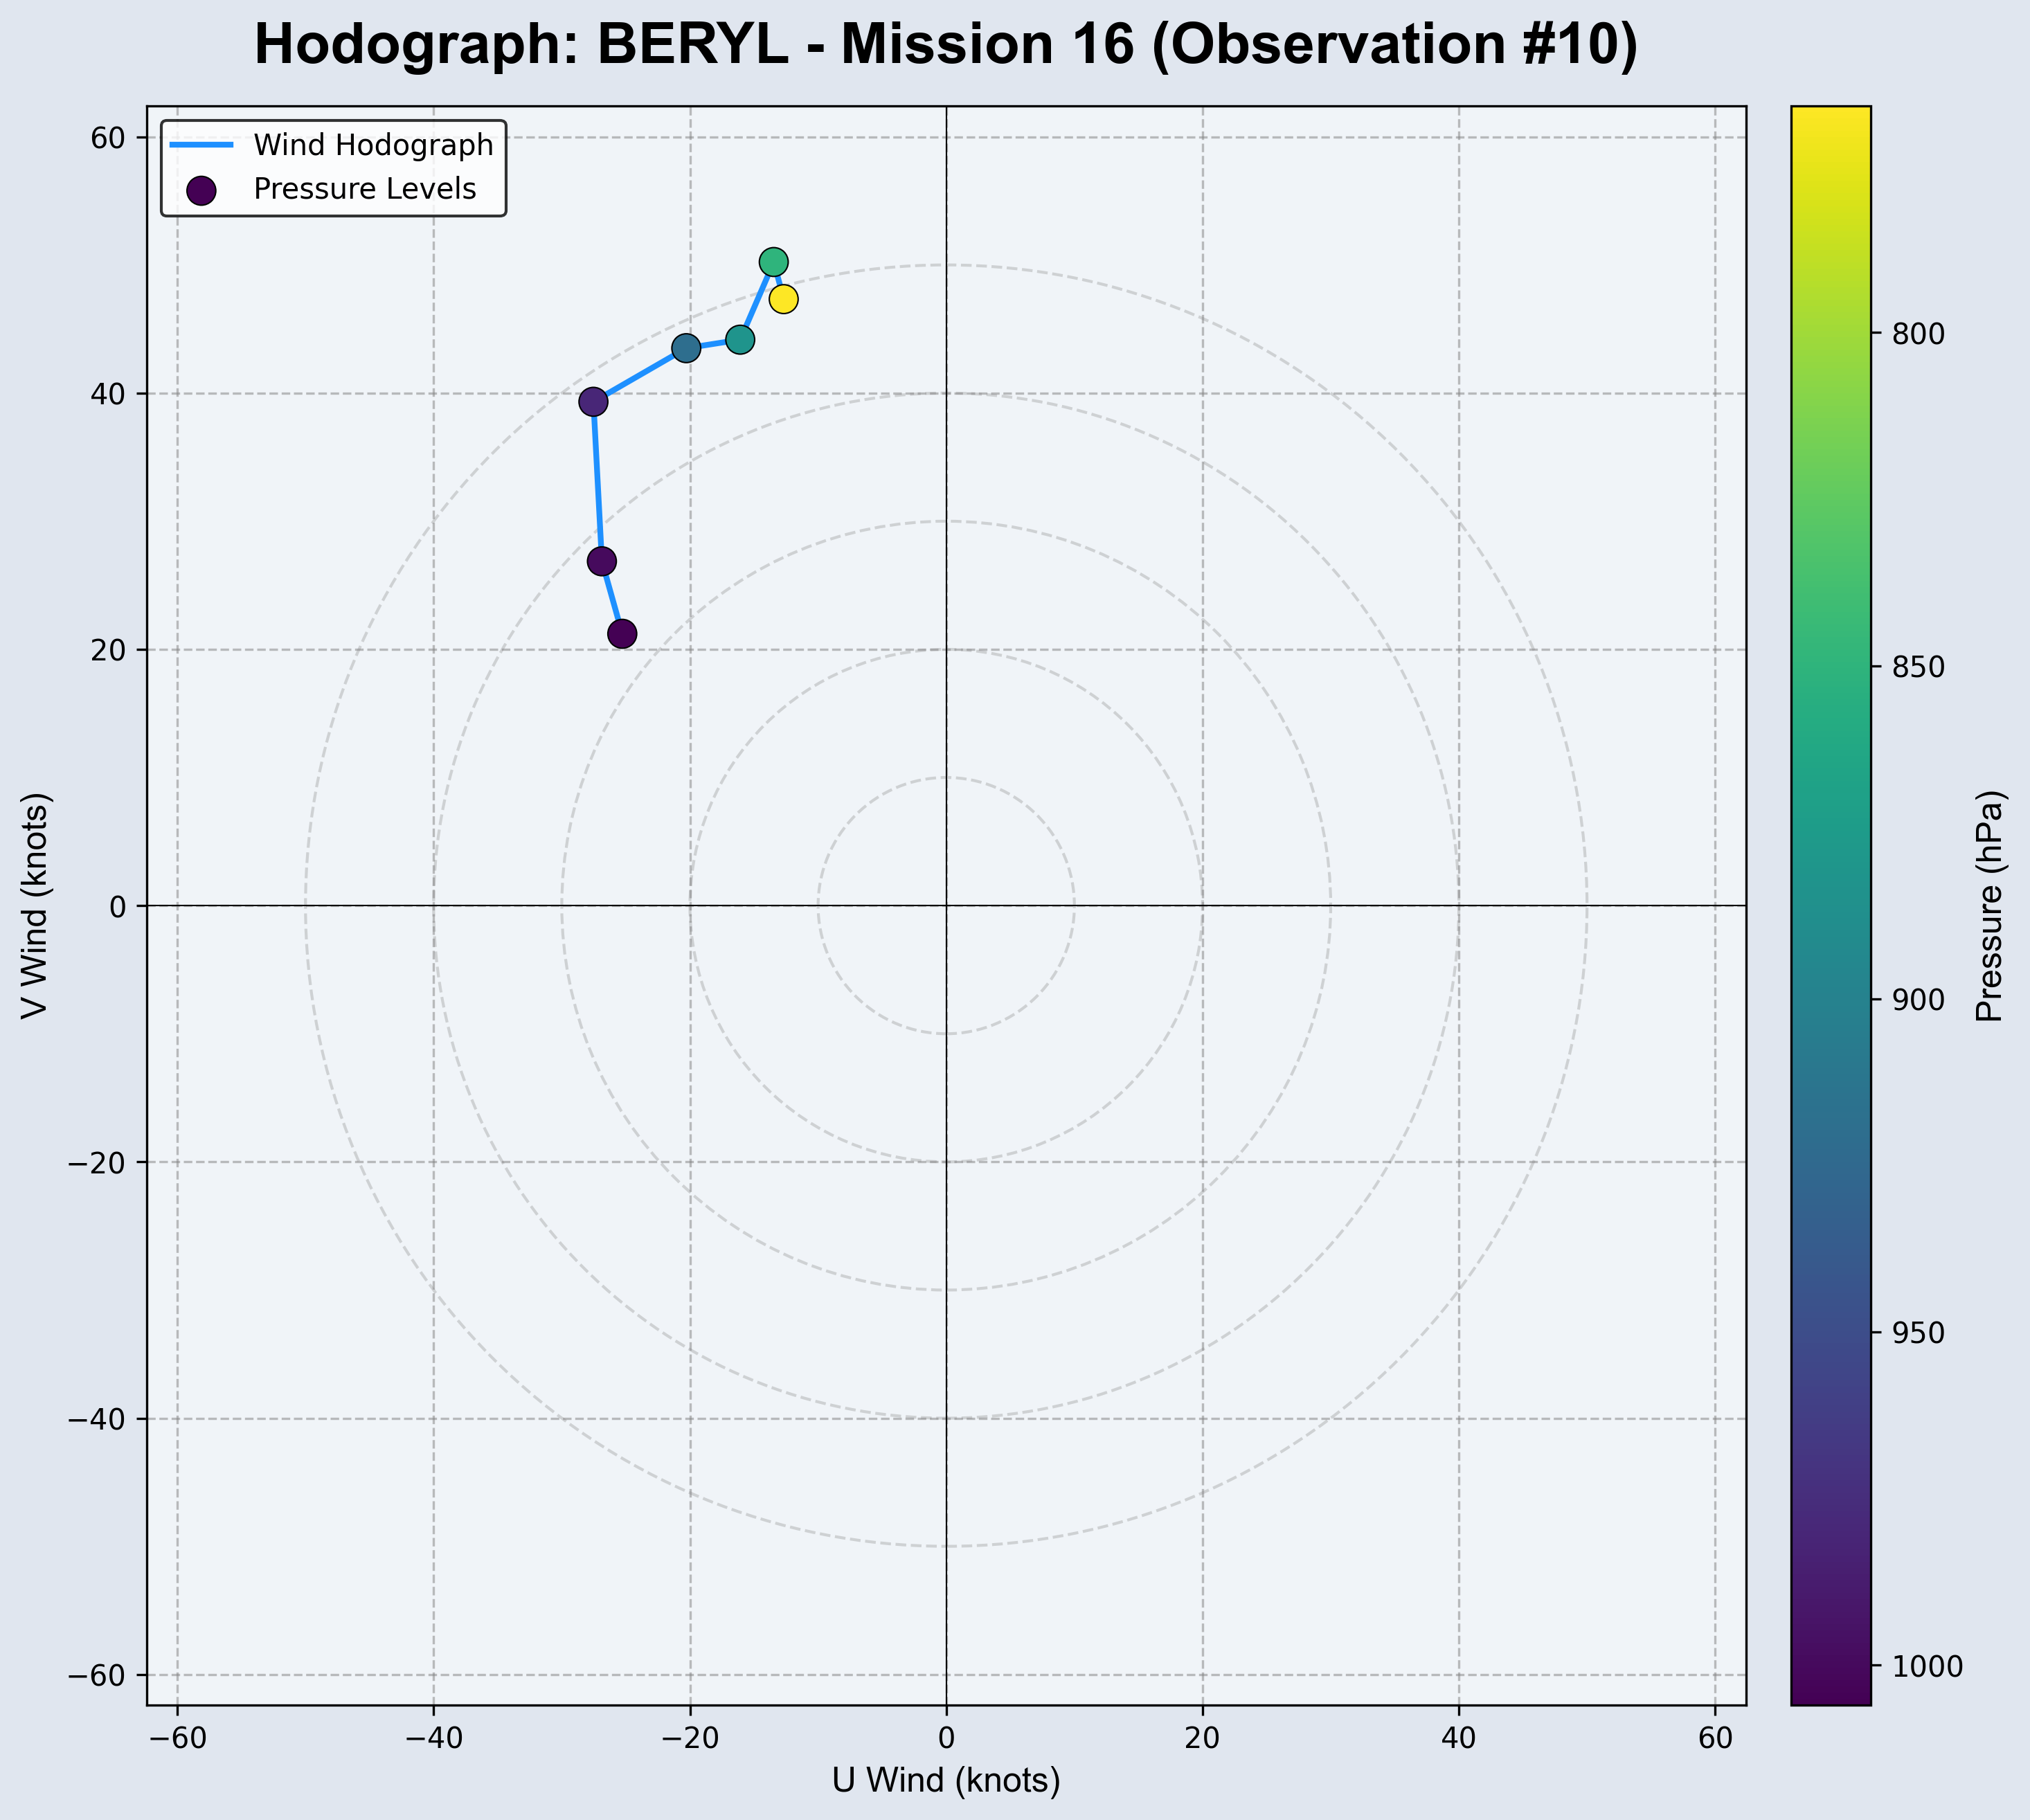 Hodograph: BERYL - Mission 16 (Observation #10)
Wind Hodograph
Pressure Levels
60
40
20
0
−20
−40
−60
V Wind (knots)
−60 −40 −20 0 20 40 60
U Wind (knots)
800
850
900
950
1000
Pressure (hPa)